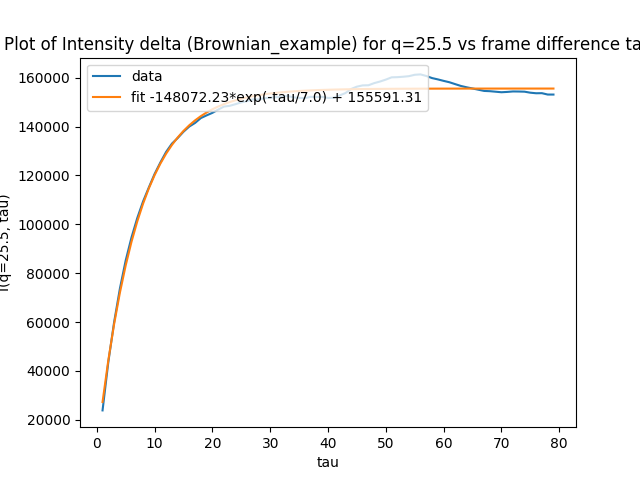 Plot of Intensity delta (Brownian_example) for q=25.5 vs frame difference ta
data
fit -148072.23*exp(-tau/7.0) + 155591.31
I(q=25.5, tau)
160000
140000
120000
100000
80000
60000
40000
20000
0 10 20 30 40 50 60 70 80
tau